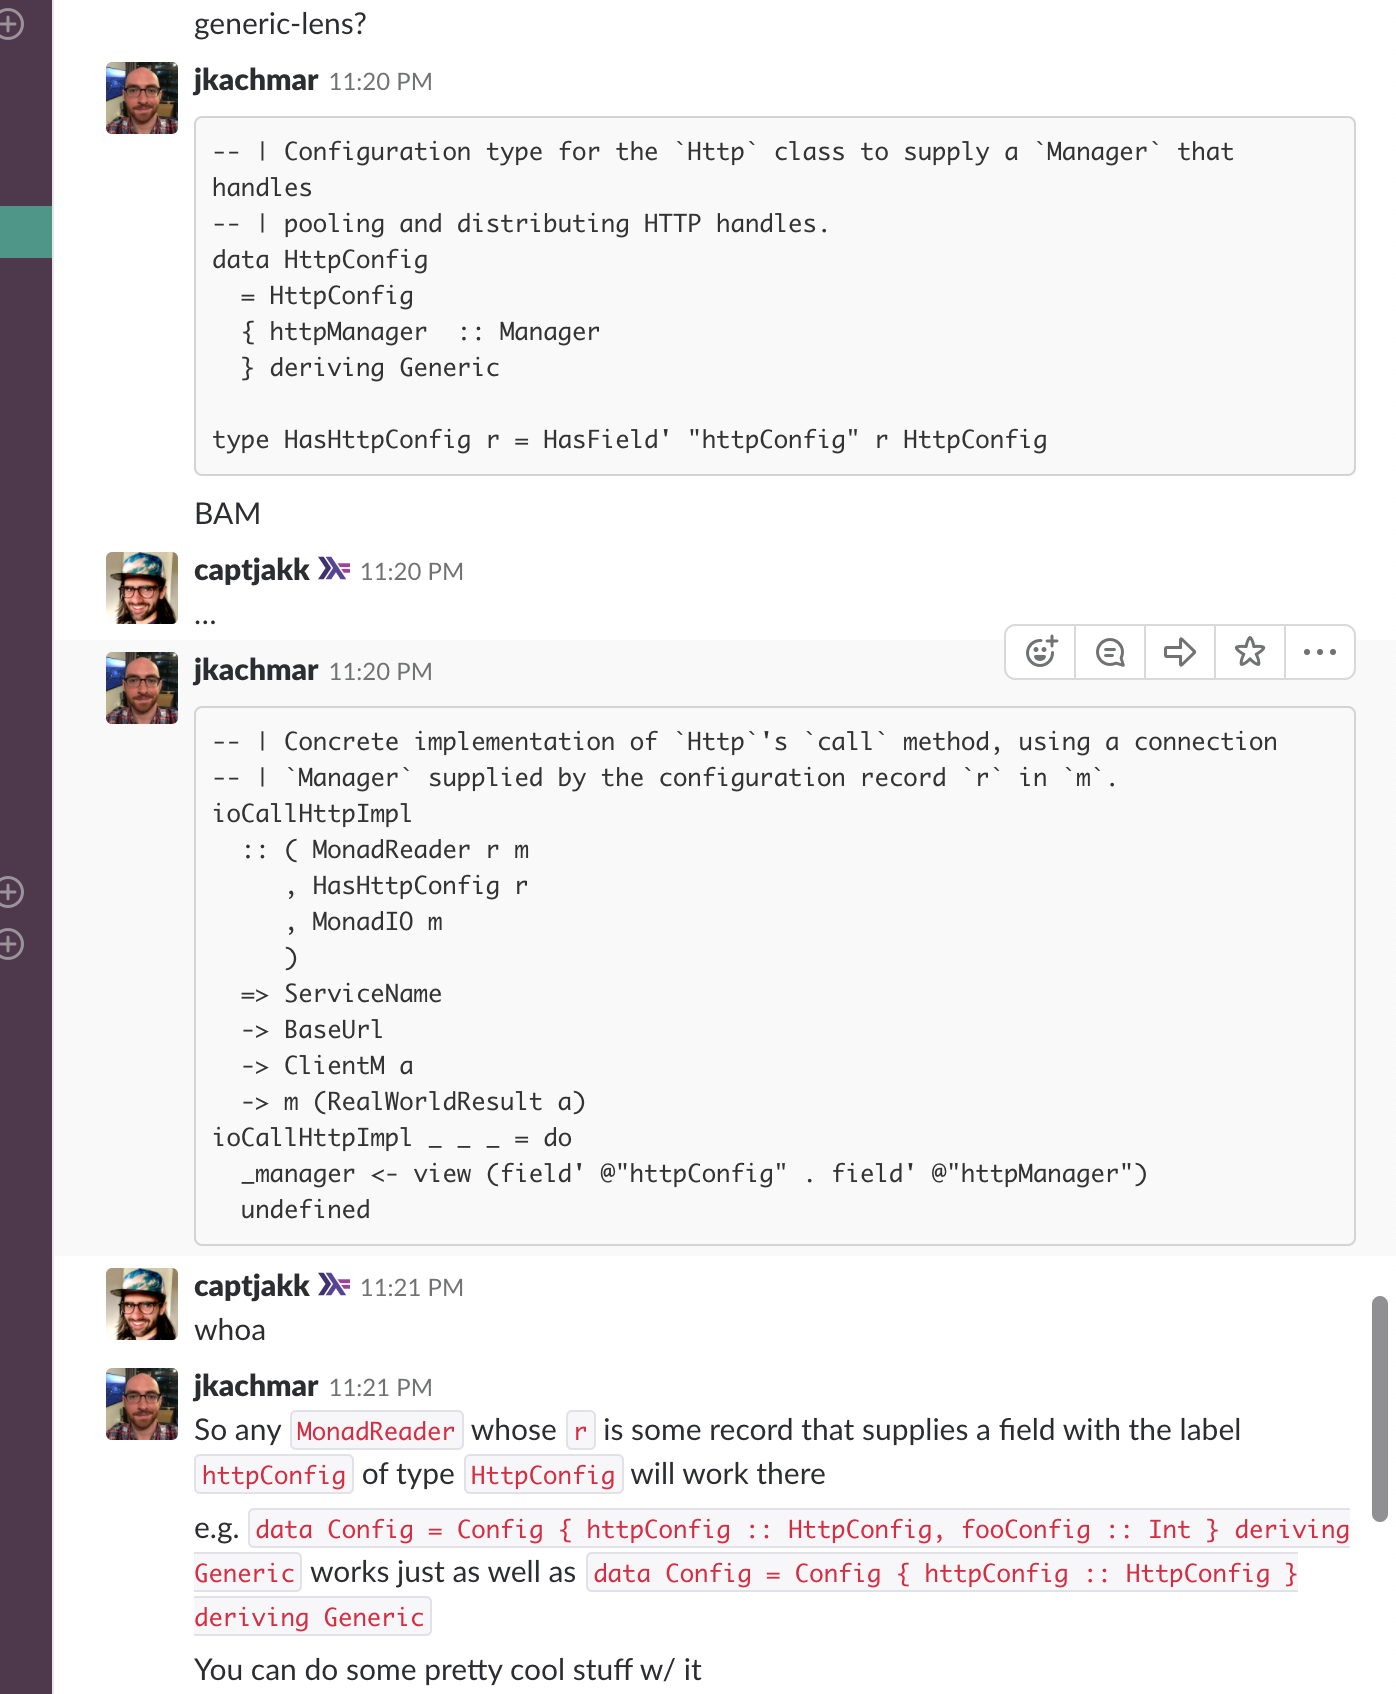 generic-lens?
jkachmar 11:20 PM
-- | Configuration type for the `Http` class to supply a `Manager` that
handles
-- | pooling and distributing HTTP handles.
data HttpConfig
  = HttpConfig
  { httpManager  :: Manager
  } deriving Generic

type HasHttpConfig r = HasField' "httpConfig" r HttpConfig
BAM
captjakk 11:20 PM
...
jkachmar 11:20 PM
-- | Concrete implementation of `Http`'s `call` method, using a connection
-- | `Manager` supplied by the configuration record `r` in `m`.
ioCallHttpImpl
  :: ( MonadReader r m
     , HasHttpConfig r
     , MonadIO m
     )
  => ServiceName
  -> BaseUrl
  -> ClientM a
  -> m (RealWorldResult a)
ioCallHttpImpl _ _ _ = do
  _manager <- view (field' @"httpConfig" . field' @"httpManager")
  undefined
captjakk 11:21 PM
whoa
jkachmar 11:21 PM
So any MonadReader whose r is some record that supplies a field with the label
httpConfig of type HttpConfig will work there
e.g. data Config = Config { httpConfig :: HttpConfig, fooConfig :: Int } deriving
Generic works just as well as data Config = Config { httpConfig :: HttpConfig }
deriving Generic
You can do some pretty cool stuff w/ it